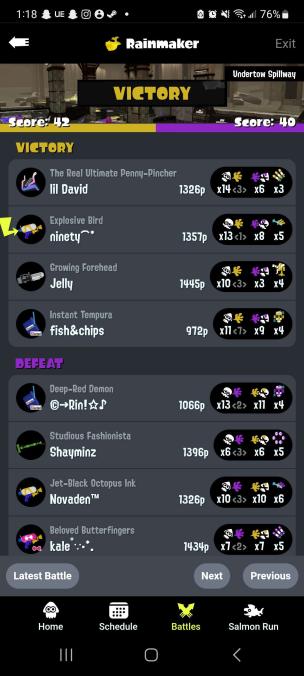 1:18 UE 76%
Rainmaker Exit
Undertow Spillway
VICTORY
Score: 42 Score: 40
VICTORY
The Real Ultimate Penny-Pincher
lil David 1326p x14<3> x6 x3
Explosive Bird
ninety⌒* 1357p x13<1> x8 x5
Growing Forehead
Jelly 1445p x10<3> x3 x4
Instant Tempura
fish&chips 972p x11<7> x9 x4
DEFEAT
Deep-Red Demon
©→Rin!☆♪ 1066p x13<2> x11 x4
Studious Fashionista
Shayminz 1396p x6<3> x6 x5
Jet-Black Octopus Ink
Novaden™ 1326p x10<3> x10 x6
Beloved Butterfingers
kale 1434p x7<2> x7 x5
Latest Battle Next Previous
Home Schedule Battles Salmon Run